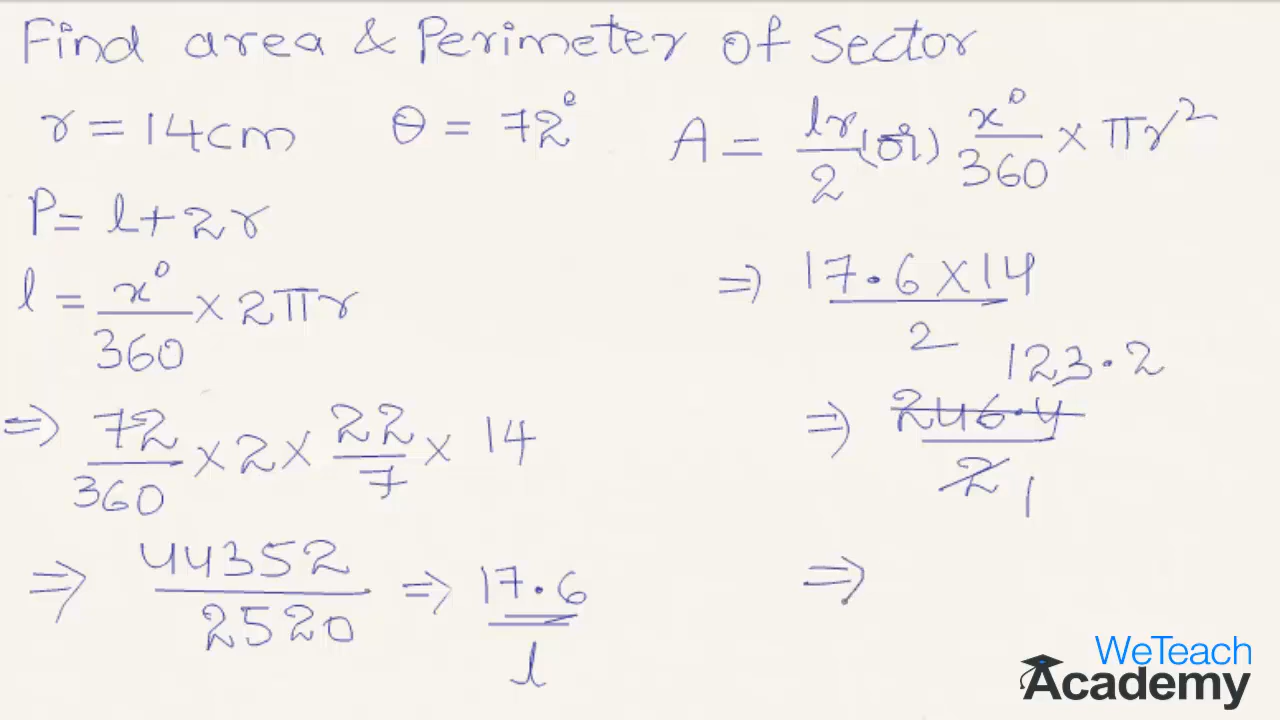 Find area & Perimeter of Sector
r = 14cm θ = 72°
P= l+2r
l = x°/360 × 2πr
=> 72/360 × 2 × 22/7 × 14
=> 44352/2520 => 17.6
l
A = lr/2 (or) x°/360 × πr²
=> 17.6 × 14/2
123.2
=> 246.4/2 1
=>
WeTeach
Academy